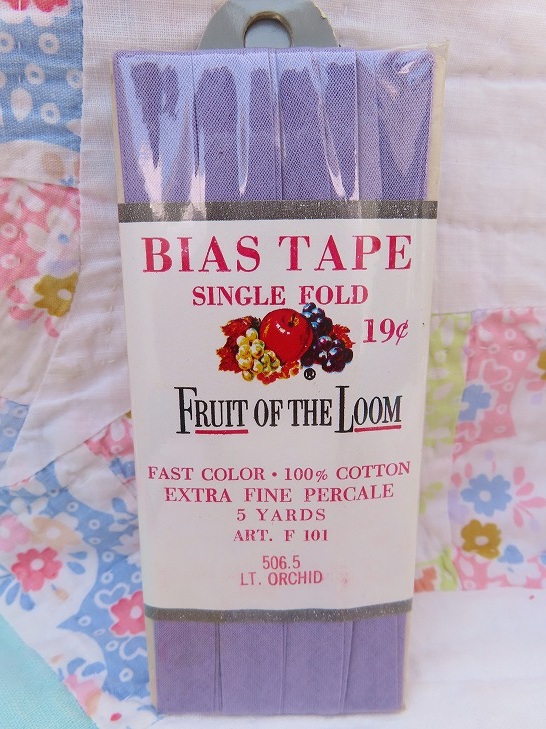 BIAS TAPE
SINGLE FOLD
19¢
®
FRUIT OF THE LOOM
FAST COLOR • 100% COTTON
EXTRA FINE PERCALE
5 YARDS
ART. F 101
506.5
LT. ORCHID